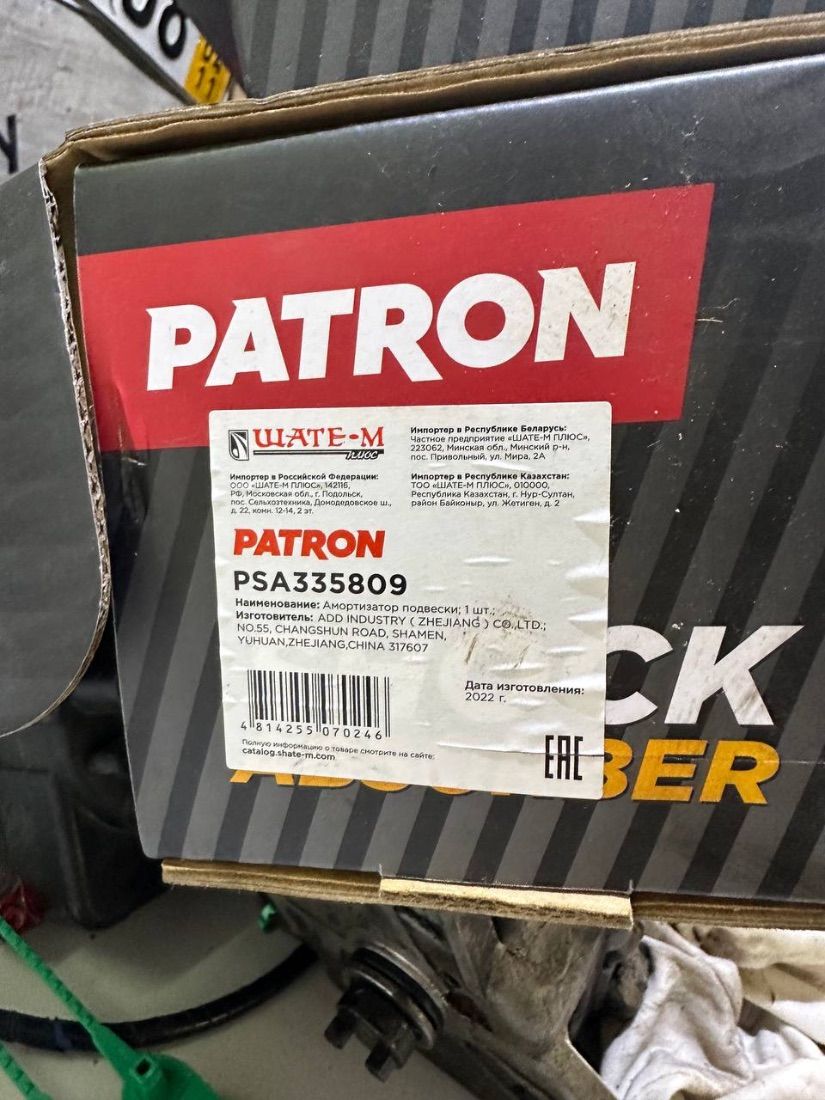 PATRON
ШАТЕ-М
ПЛЮС
Импортер в Российской Федерации:
ООО «ШАТЕ-М ПЛЮС», 142116,
РФ, Московская обл., г. Подольск,
пос. Сельхозтехника, Домодедовское ш.,
д. 22, комн. 12-14, 2 эт.
Импортер в Республике Беларусь:
Частное предприятие «ШАТЕ-М ПЛЮС»,
223062, Минская обл., Минский р-н,
пос. Привольный, ул. Мира, 2А
Импортер в Республике Казахстан:
ТОО «ШАТЕ-М ПЛЮС», 010000,
Республика Казахстан, г. Нур-Султан,
район Байконыр, ул. Жетиген, д. 2
PATRON
PSA335809
Наименование: Амортизатор подвески; 1 шт.;
Изготовитель: ADD INDUSTRY ( ZHEJIANG ) CO.,LTD.;
NO.55, CHANGSHUN ROAD, SHAMEN,
YUHUAN,ZHEJIANG,CHINA 317607
Дата изготовления:
2022 г.
4 814255 070246
Полную информацию о товаре смотрите на сайте:
catalog.shate-m.com
EAC
CK
BER